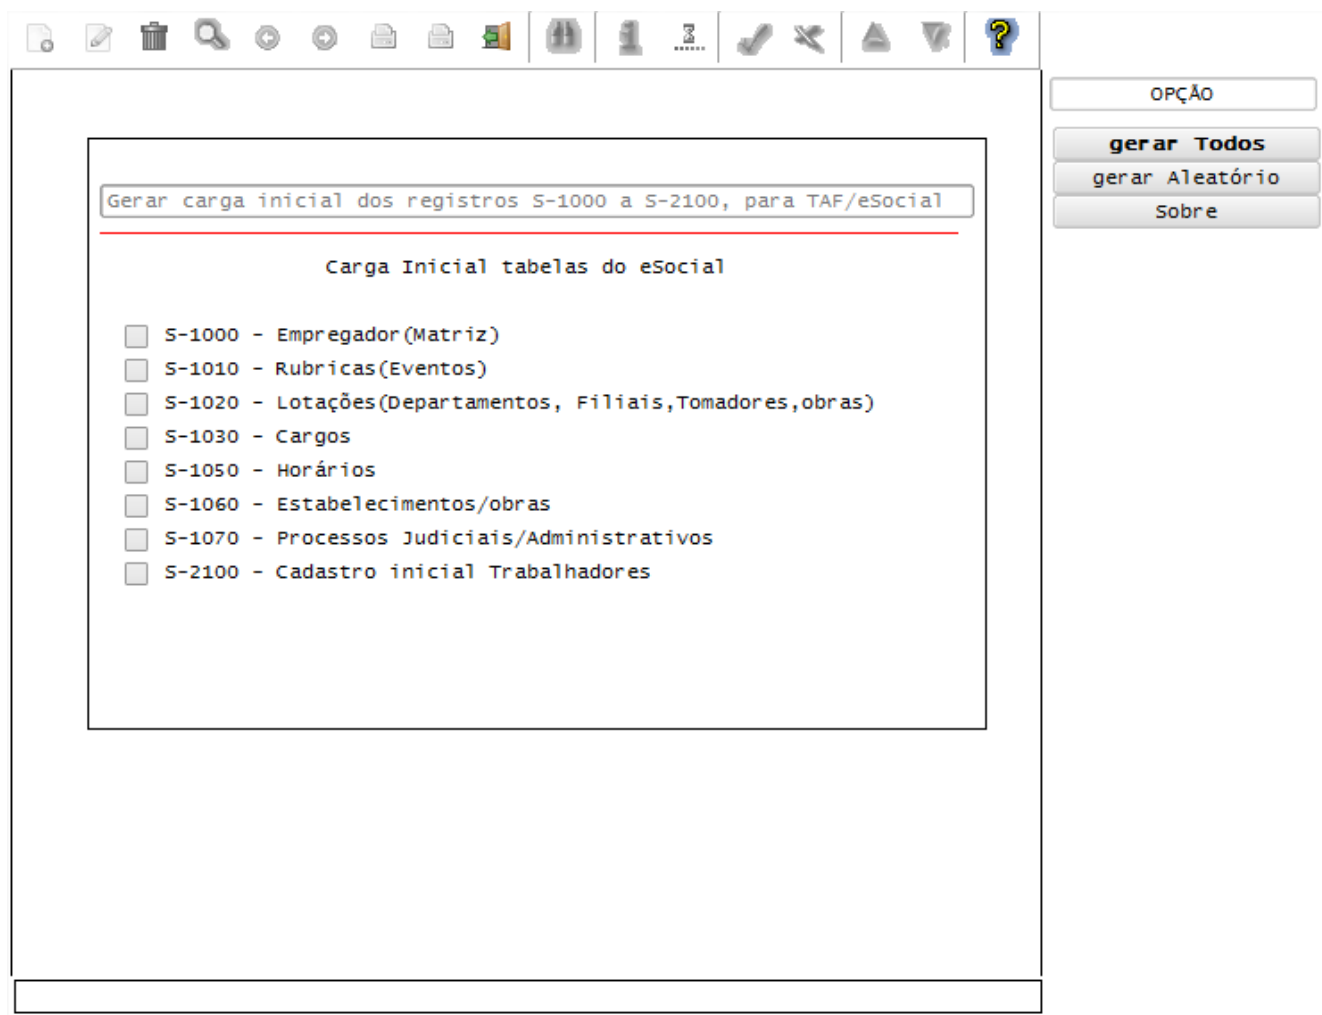 OPÇÃO
gerar Todos
gerar Aleatório
Sobre
Gerar carga inicial dos registros S-1000 a S-2100, para TAF/eSocial
Carga Inicial tabelas do eSocial
S-1000 - Empregador(Matriz)
S-1010 - Rubricas(Eventos)
S-1020 - Lotações(Departamentos, Filiais,Tomadores,obras)
S-1030 - Cargos
S-1050 - Horários
S-1060 - Estabelecimentos/obras
S-1070 - Processos Judiciais/Administrativos
S-2100 - Cadastro inicial Trabalhadores